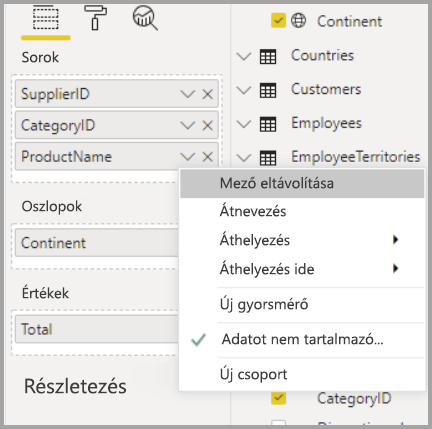 Continent
Sorok
Countries
SupplierID
Customers
CategoryID
Employees
ProductName
EmployeeTerritories
Mező eltávolítása
Oszlopok
Átnevezés
Continent
Áthelyezés
Áthelyezés ide
Értékek
Új gyorsmérő
Total
Adatot nem tartalmazó...
Részletezés
Új csoport
CategoryID